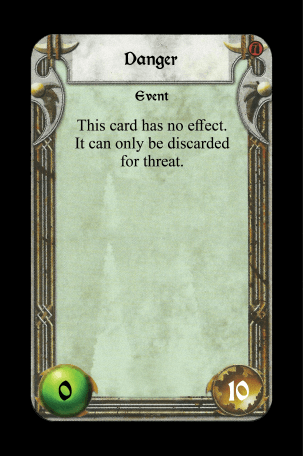 Danger
Event
This card has no effect.
It can only be discarded
for threat.
0
10